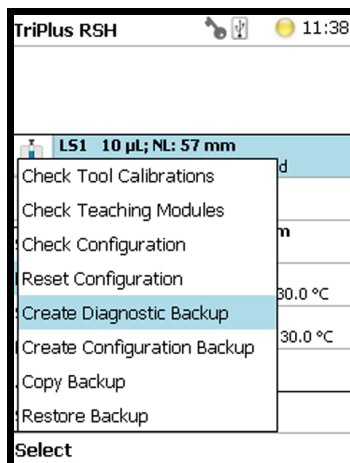 TriPlus RSH 11:38
LS1 10 µL; NL: 57 mm
d
Check Tool Calibrations
Check Teaching Modules
m
Check Configuration
Reset Configuration
30.0 °C
Create Diagnostic Backup
30.0 °C
Create Configuration Backup
Copy Backup
Restore Backup
Select